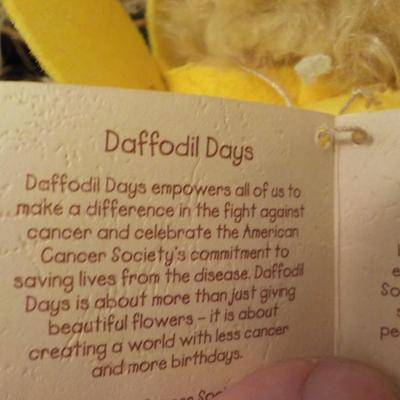 Daffodil Days
Daffodil Days empowers all of us to
make a difference in the fight against
cancer and celebrate the American
Cancer Society's commitment to
saving lives from the disease. Daffodil
Days is about more than just giving
beautiful flowers – it is about
creating a world with less cancer
and more birthdays.